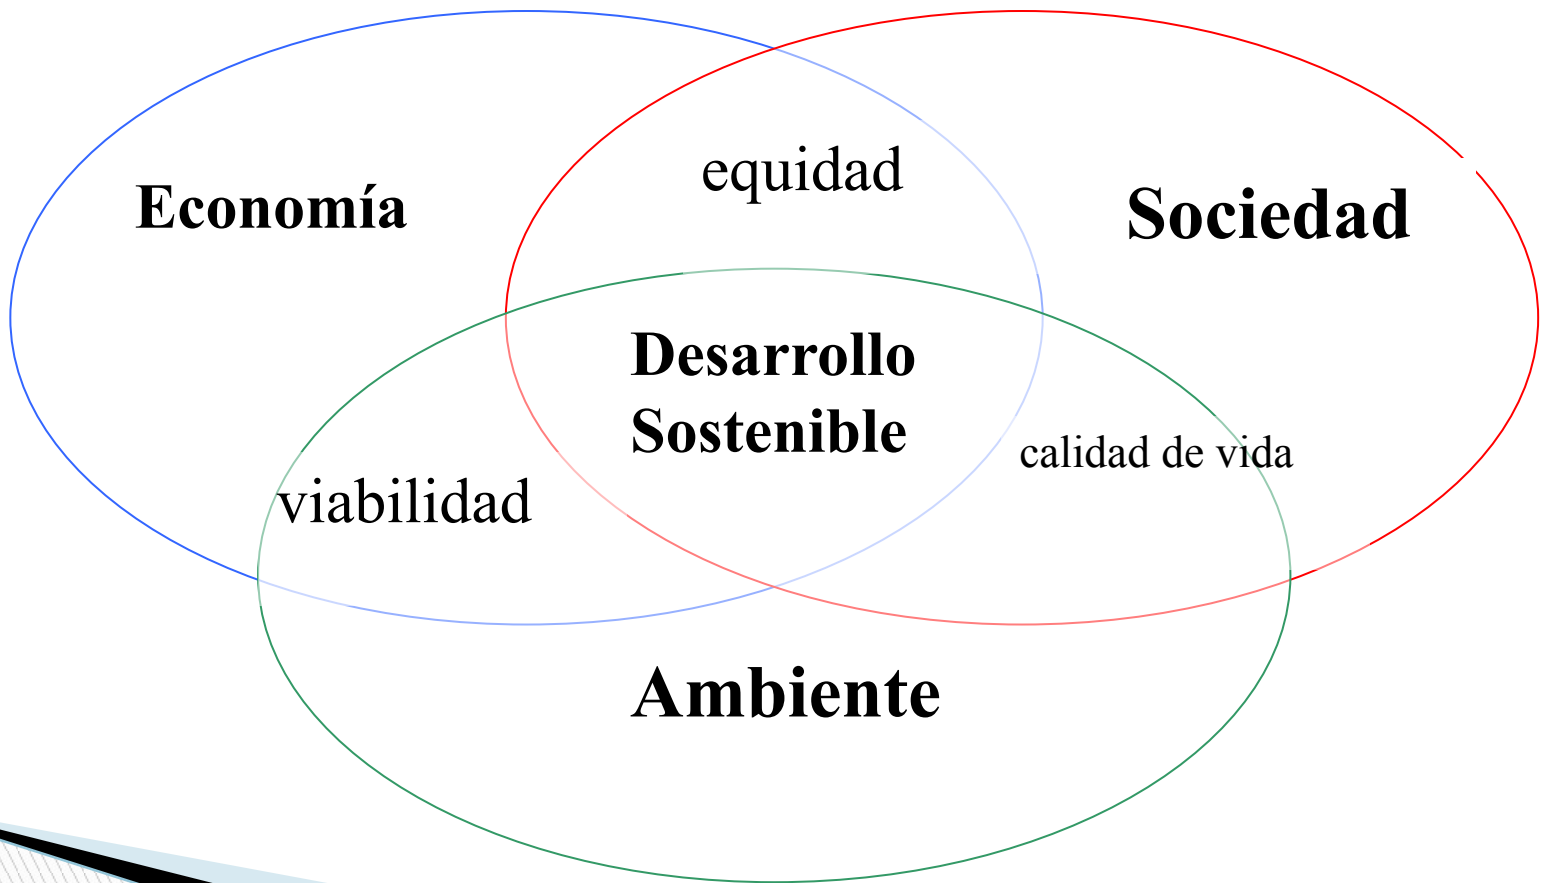 equidad
Economía
Sociedad
Desarrollo
Sostenible
calidad de vida
viabilidad
Ambiente